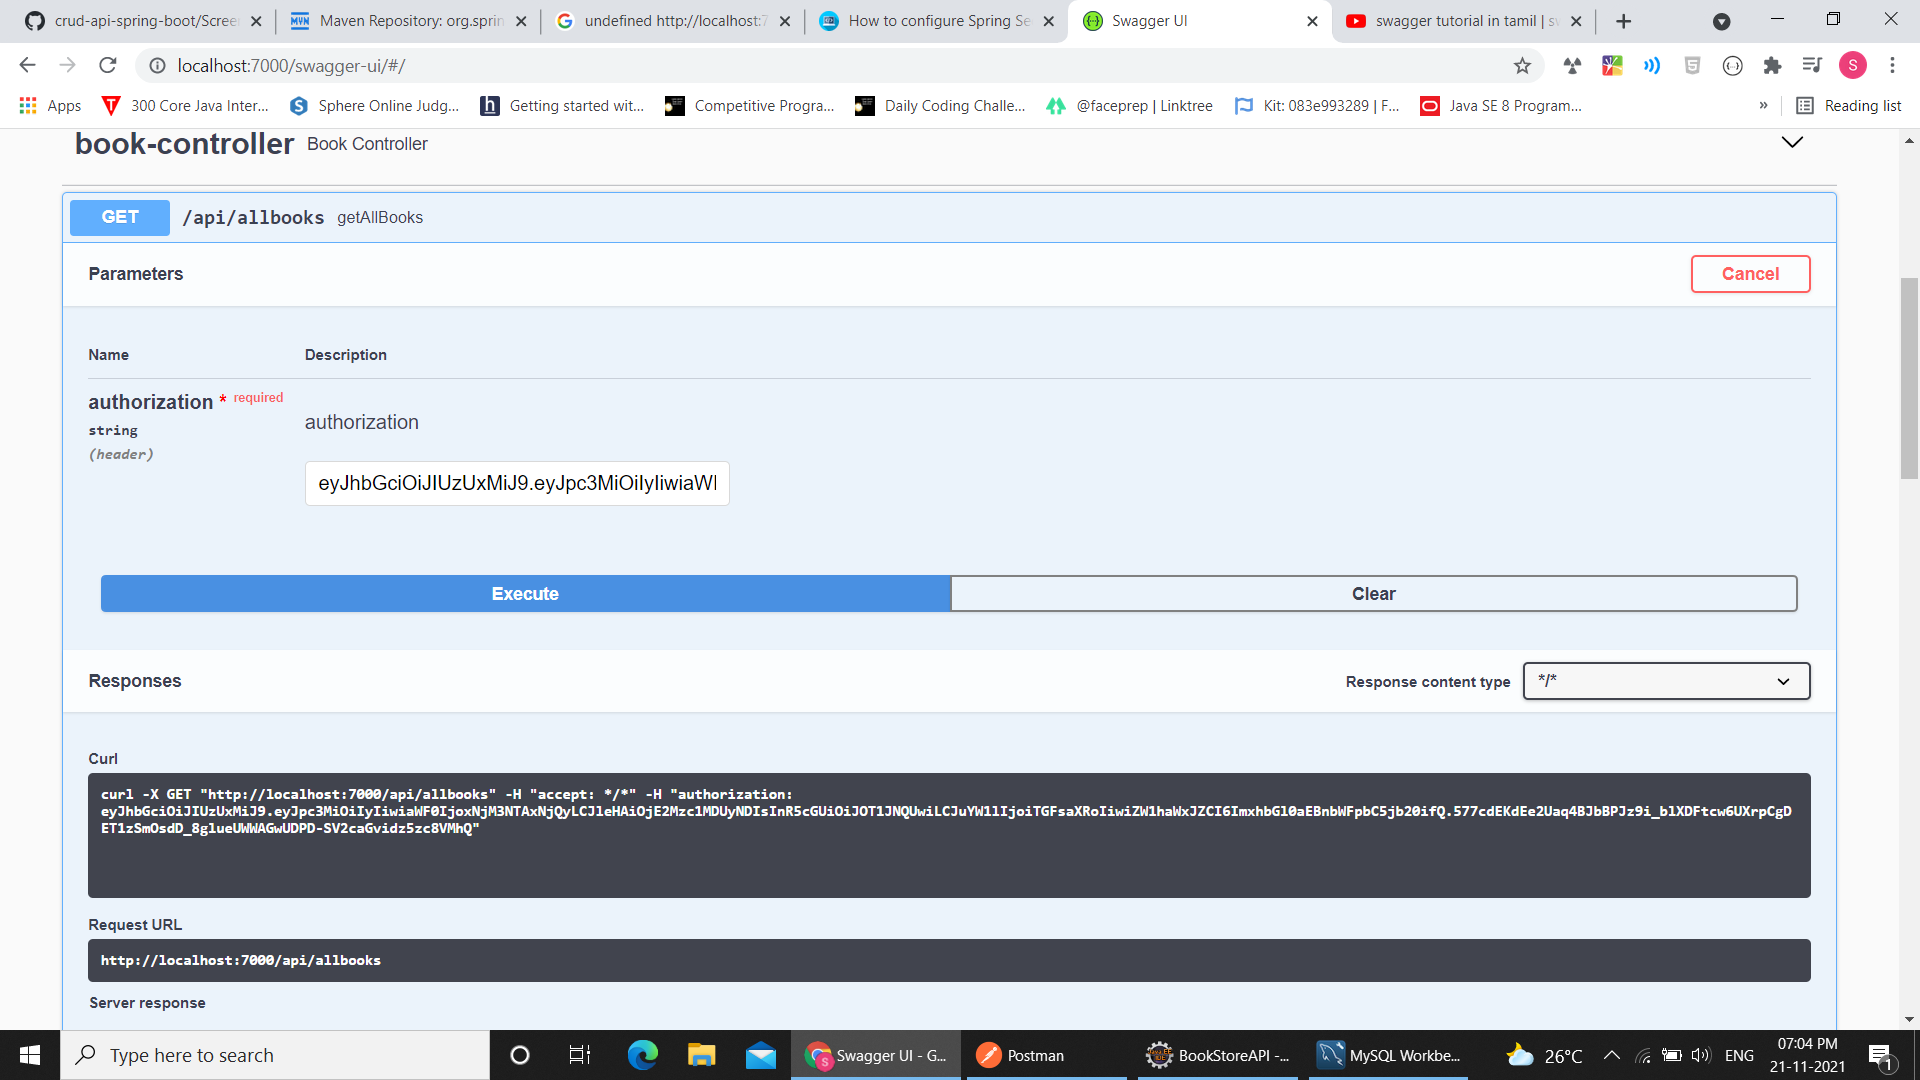 crud-api-spring-boot/Scree
Maven Repository: org.sprin
undefined http://localhost:7
How to configure Spring Se
Swagger UI
swagger tutorial in tamil | sw
localhost:7000/swagger-ui/#/
S
Apps
300 Core Java Inter...
Sphere Online Judg...
Getting started wit...
Competitive Progra...
Daily Coding Challe...
@faceprep | Linktree
Kit: 083e993289 | F...
Java SE 8 Program...
»
Reading list
book-controller Book Controller
GET /api/allbooks getAllBooks
Parameters
Cancel
Name Description
authorization * required
string
(header)
authorization
eyJhbGciOiJIUzUxMiJ9.eyJpc3MiOiIyIiwiaWI
Execute
Clear
Responses
Response content type */*
Curl
curl -X GET "http://localhost:7000/api/allbooks" -H "accept: */*" -H "authorization:
eyJhbGciOiJIUzUxMiJ9.eyJpc3MiOiIyIiwiaWF0IjoxNjM3NTAxNjQyLCJleHAiOjE2Mzc1MDUyNDIsInR5cGUiOiJOT1JNQUwiLCJuYW1lIjoiTGFsaXRoIiwiZW1haWxJZCI6ImxhbGl0aEBnbWFpbC5jb20ifQ.577cdEKdEe2Uaq4BJbBPJz9i_blXDFtcw6UXrpCgD
ET1zSmOsdD_8glueUWWAGwUDPD-SV2caGvidz5zc8VMhQ"
Request URL
http://localhost:7000/api/allbooks
Server response
Type here to search
Swagger UI - G...
Postman
BookStoreAPI -...
MySQL Workbe...
26°C
ENG
07:04 PM
21-11-2021
1